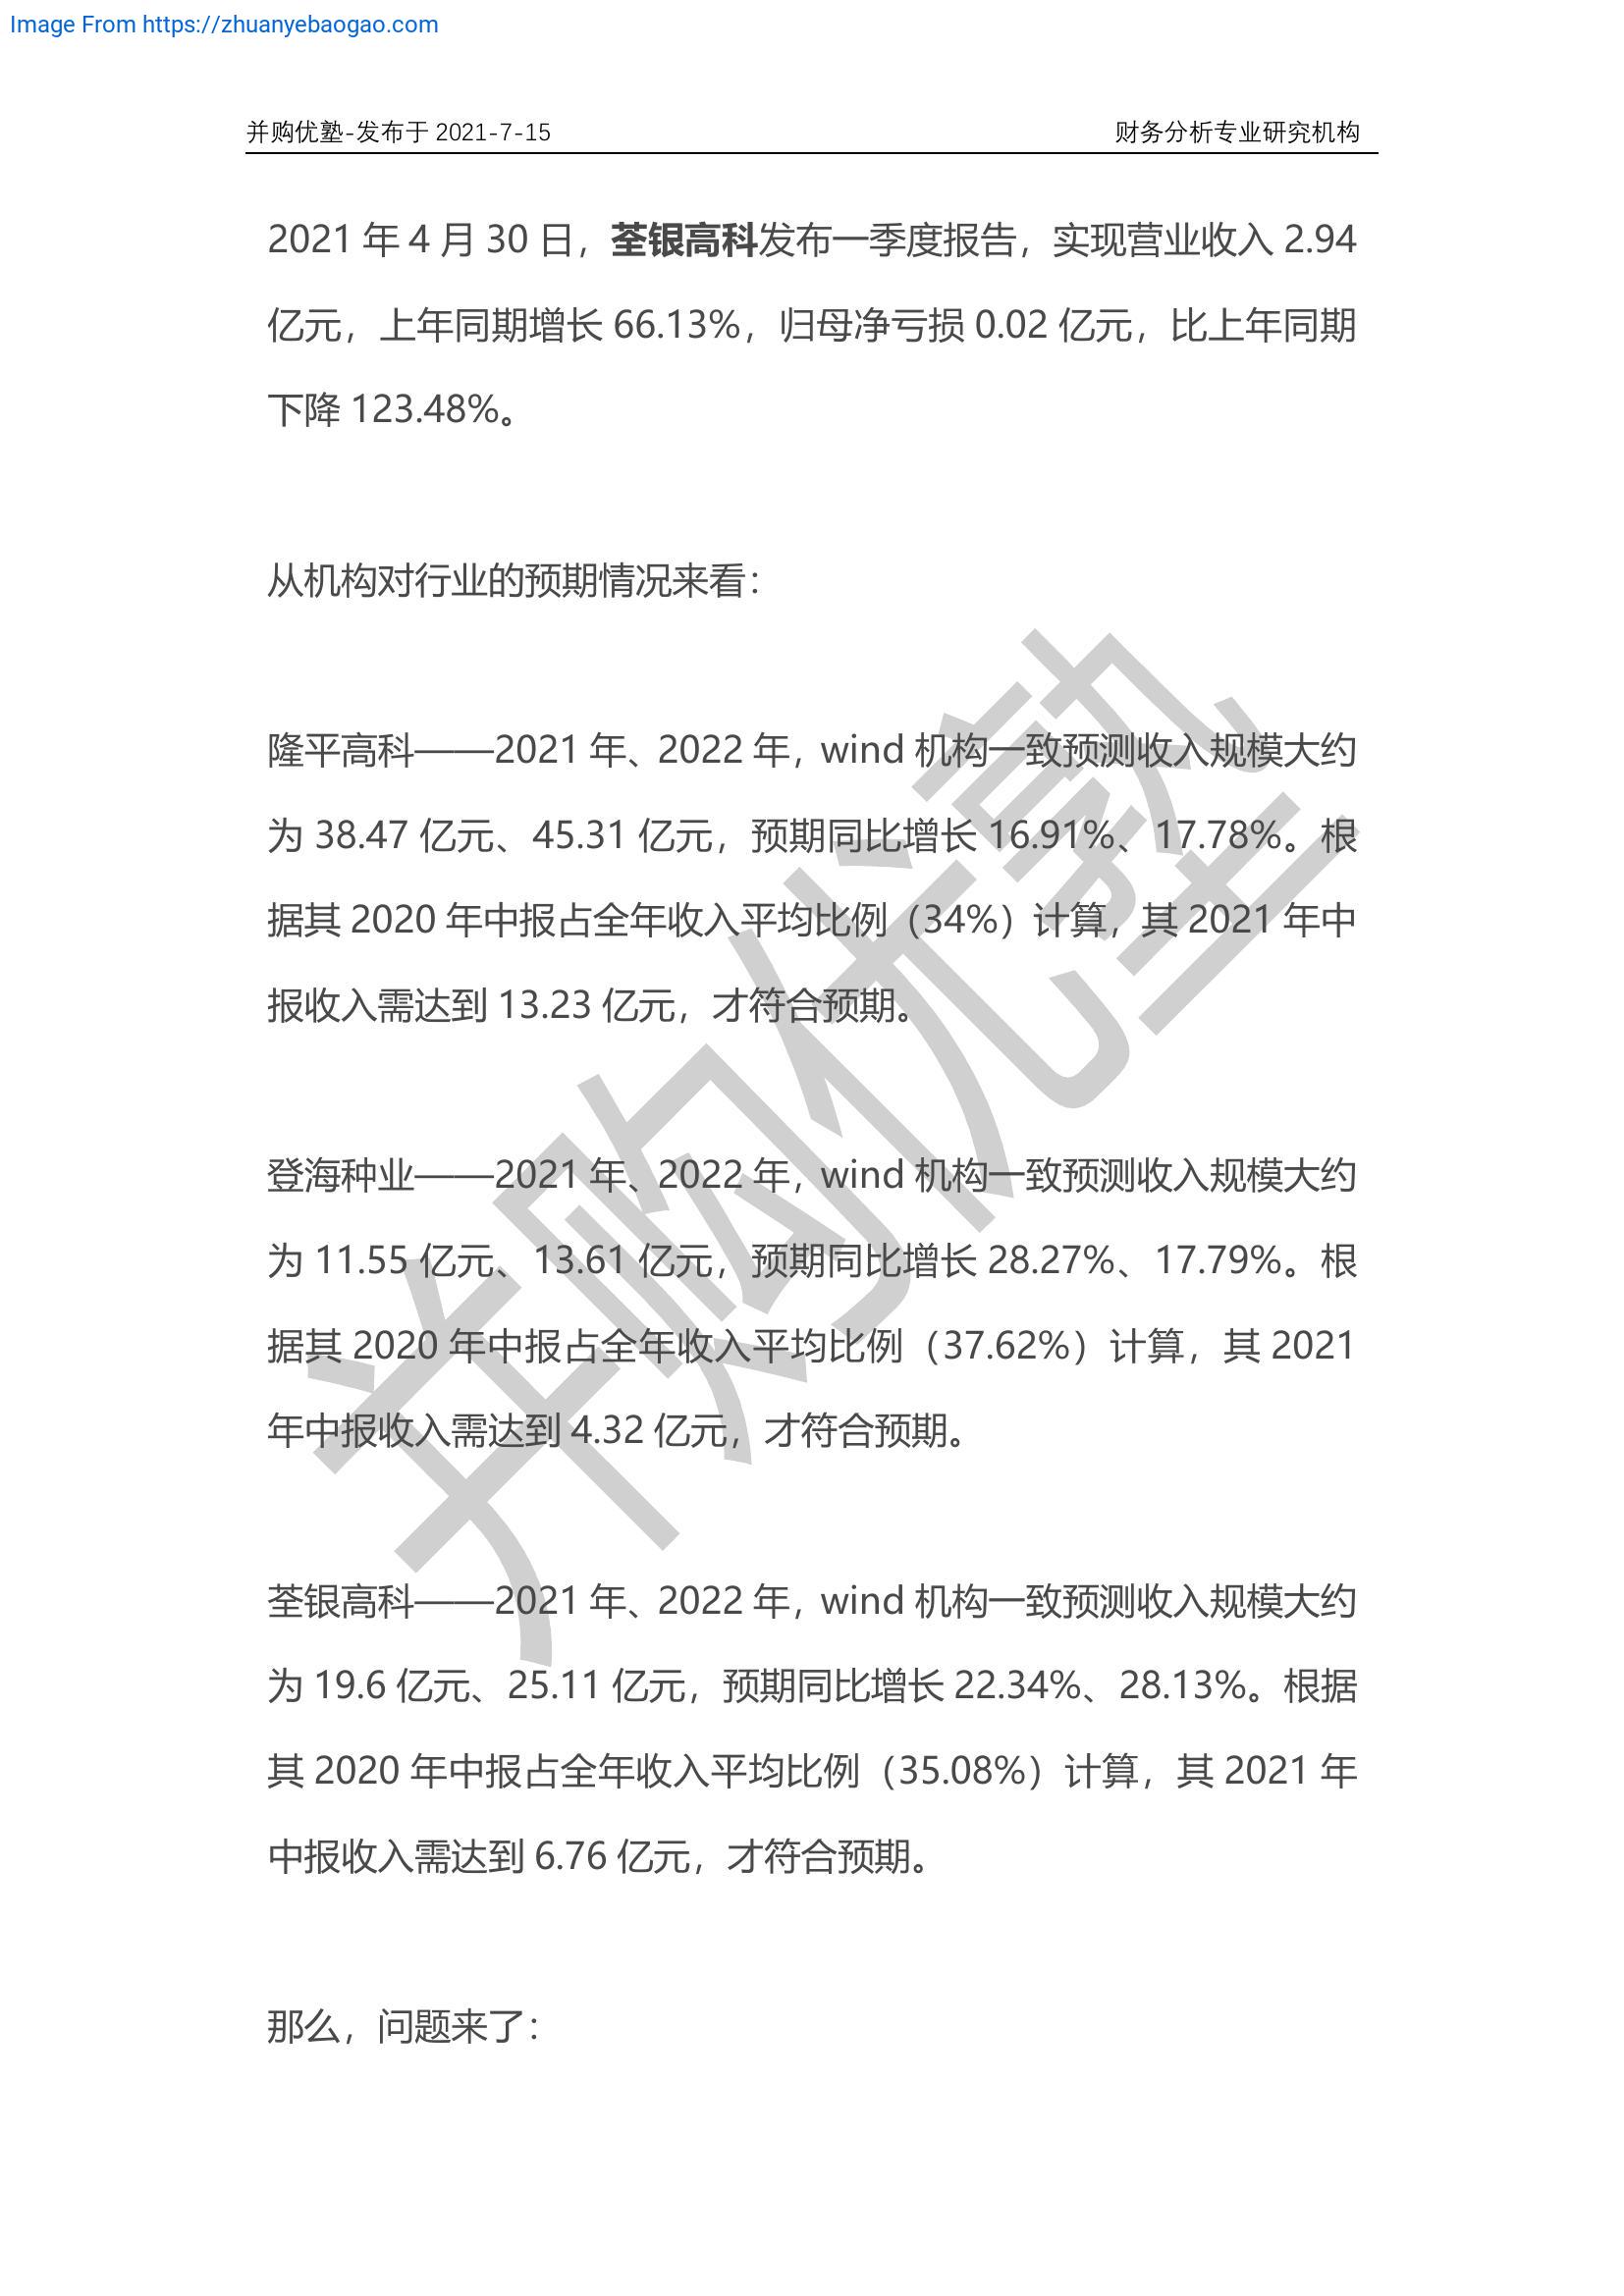 Image From https://zhuanyebaogao.com
并购优塾-发布于 2021-7-15 财务分析专业研究机构
2021 年 4 月 30 日，荃银高科发布一季度报告，实现营业收入 2.94
亿元，上年同期增长 66.13%，归母净亏损 0.02 亿元，比上年同期
下降 123.48%。
从机构对行业的预期情况来看：
隆平高科——2021 年、2022 年，wind 机构一致预测收入规模大约
为 38.47 亿元、45.31 亿元，预期同比增长 16.91%、17.78%。根
据其 2020 年中报占全年收入平均比例（34%）计算，其 2021 年中
报收入需达到 13.23 亿元，才符合预期。
登海种业——2021 年、2022 年，wind 机构一致预测收入规模大约
为 11.55 亿元、13.61 亿元，预期同比增长 28.27%、17.79%。根
据其 2020 年中报占全年收入平均比例（37.62%）计算，其 2021
年中报收入需达到 4.32 亿元，才符合预期。
荃银高科——2021 年、2022 年，wind 机构一致预测收入规模大约
为 19.6 亿元、25.11 亿元，预期同比增长 22.34%、28.13%。根据
其 2020 年中报占全年收入平均比例（35.08%）计算，其 2021 年
中报收入需达到 6.76 亿元，才符合预期。
那么，问题来了：
并购优塾